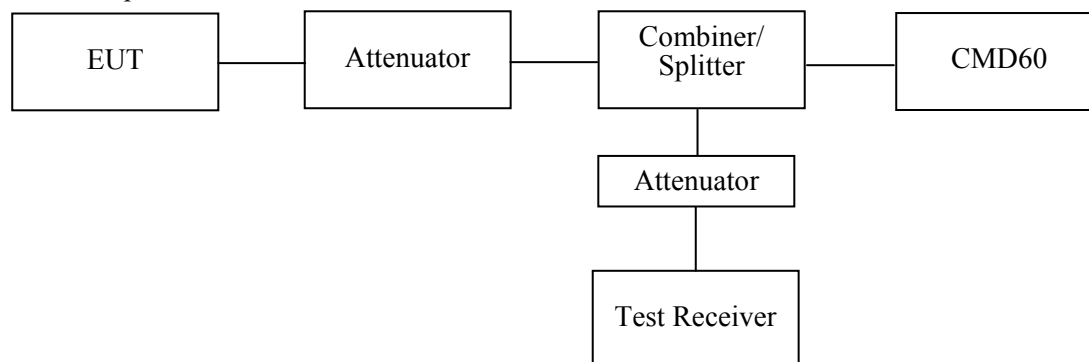 EUT
Attenuator
Combiner/
Splitter
CMD60
Attenuator
Test Receiver